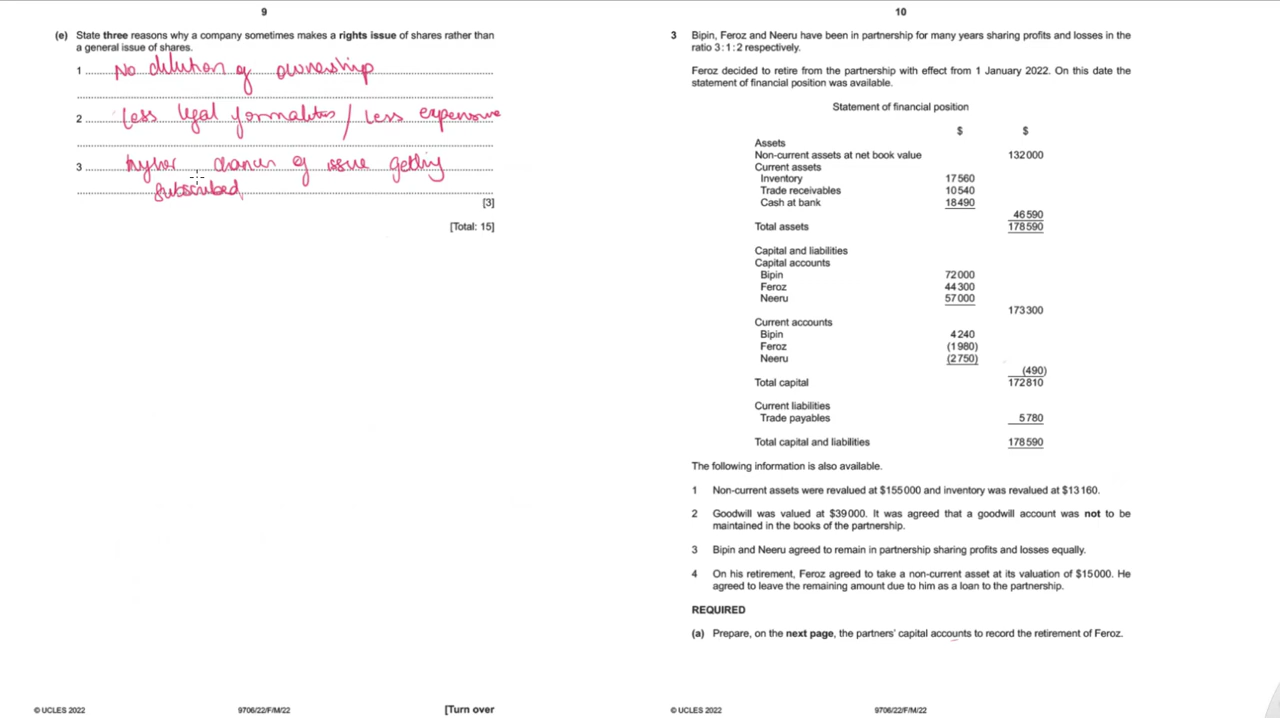 9
(e) State three reasons why a company sometimes makes a rights issue of shares rather than
a general issue of shares.
1 No dilution of ownership
2 Less legal formalities / Less expensive
3 higher chances of issue getting
subscribed
[3]
[Total: 15]
© UCLES 2022 9706/22/F/M/22 [Turn over
10
3 Bipin, Feroz and Neeru have been in partnership for many years sharing profits and losses in the
ratio 3 : 1 : 2 respectively.
Feroz decided to retire from the partnership with effect from 1 January 2022. On this date the
statement of financial position was available.
Statement of financial position
$ $
Assets
Non-current assets at net book value 132 000
Current assets
Inventory 17 560
Trade receivables 10 540
Cash at bank 18 490
46 590
Total assets 178 590
Capital and liabilities
Capital accounts
Bipin 72 000
Feroz 44 300
Neeru 57 000
173 300
Current accounts
Bipin 4 240
Feroz (1 980)
Neeru (2 750)
(490)
Total capital 172 810
Current liabilities
Trade payables 5 780
Total capital and liabilities 178 590
The following information is also available.
1 Non-current assets were revalued at $155 000 and inventory was revalued at $13 160.
2 Goodwill was valued at $39 000. It was agreed that a goodwill account was not to be
maintained in the books of the partnership.
3 Bipin and Neeru agreed to remain in partnership sharing profits and losses equally.
4 On his retirement, Feroz agreed to take a non-current asset at its valuation of $15 000. He
agreed to leave the remaining amount due to him as a loan to the partnership.
REQUIRED
(a) Prepare, on the next page, the partners' capital accounts to record the retirement of Feroz.
© UCLES 2022 9706/22/F/M/22